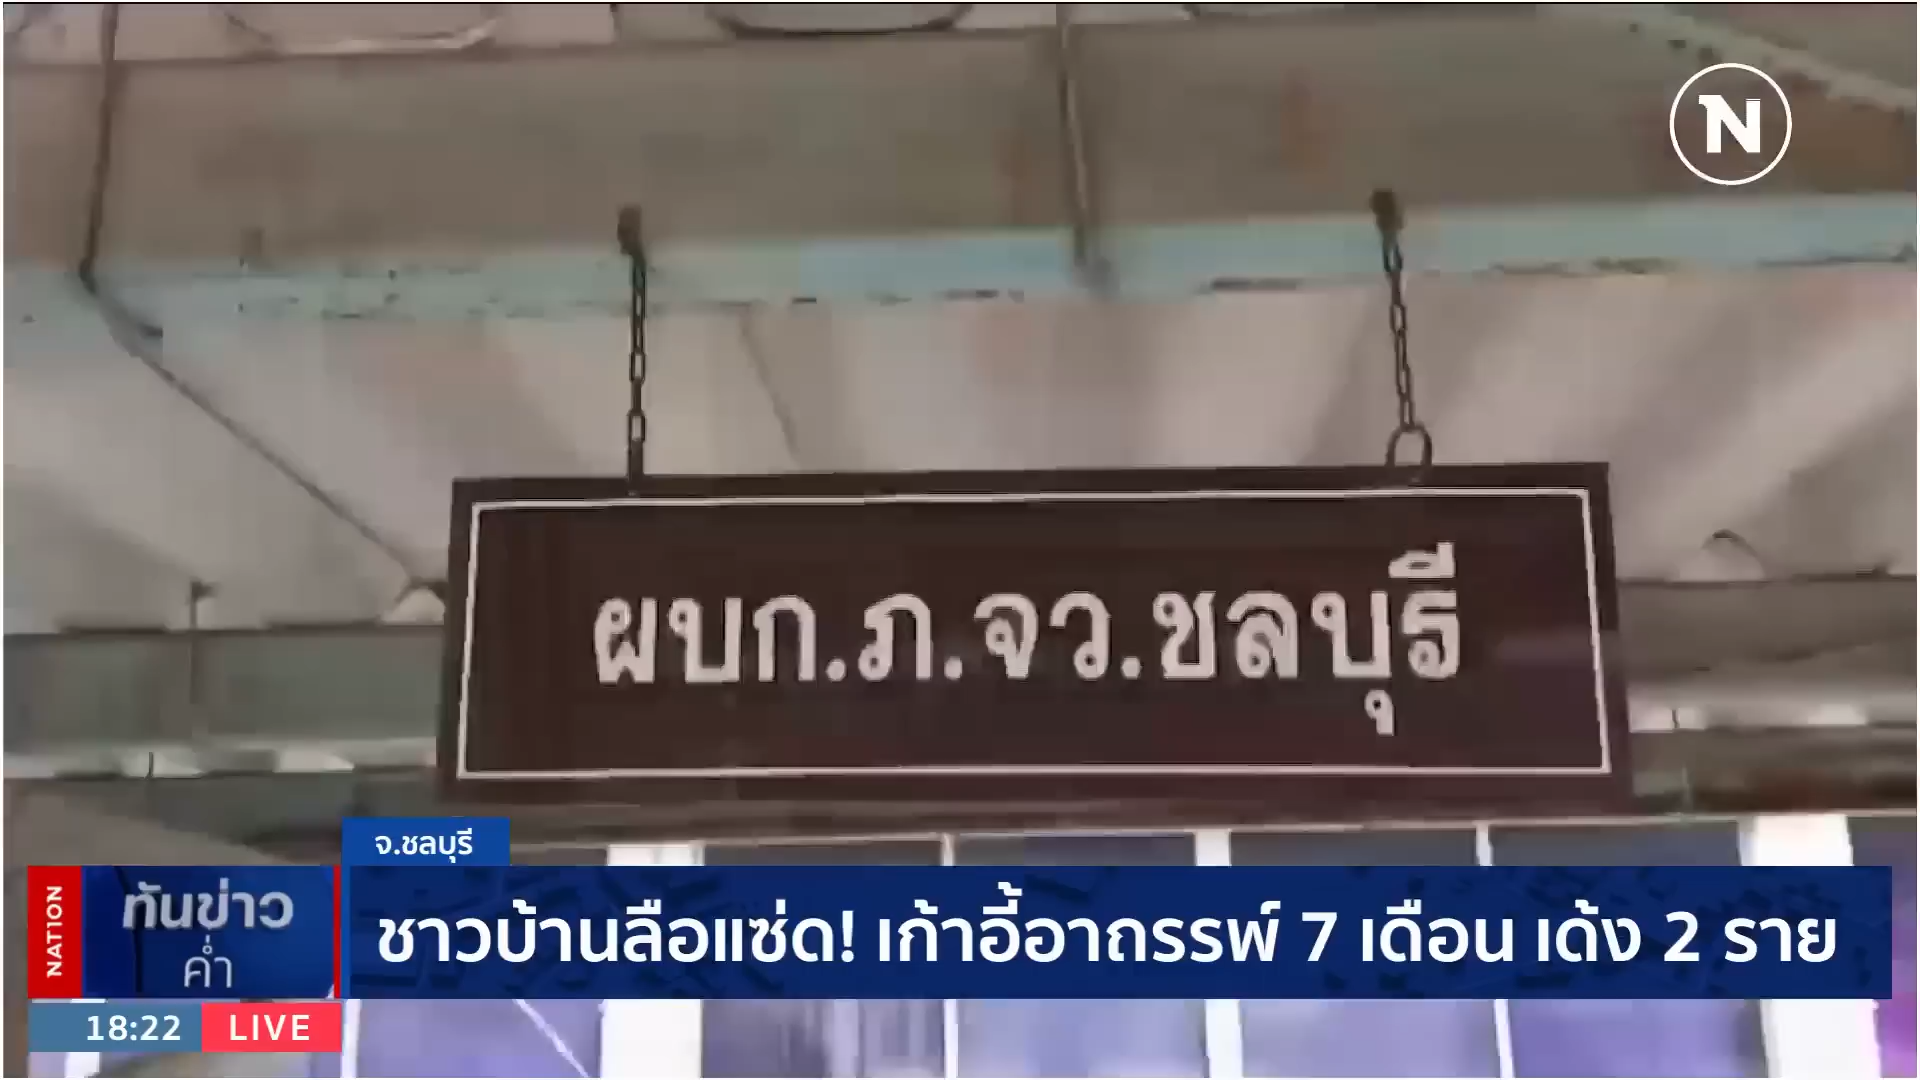 N
ผบก.ภ.จว.ชลบุรี
จ.ชลบุรี
NATION
ทันข่าว
ค่ำ
ชาวบ้านลือแซ่ด! เก้าอี้อาถรรพ์ 7 เดือน เด้ง 2 ราย
18:22 LIVE